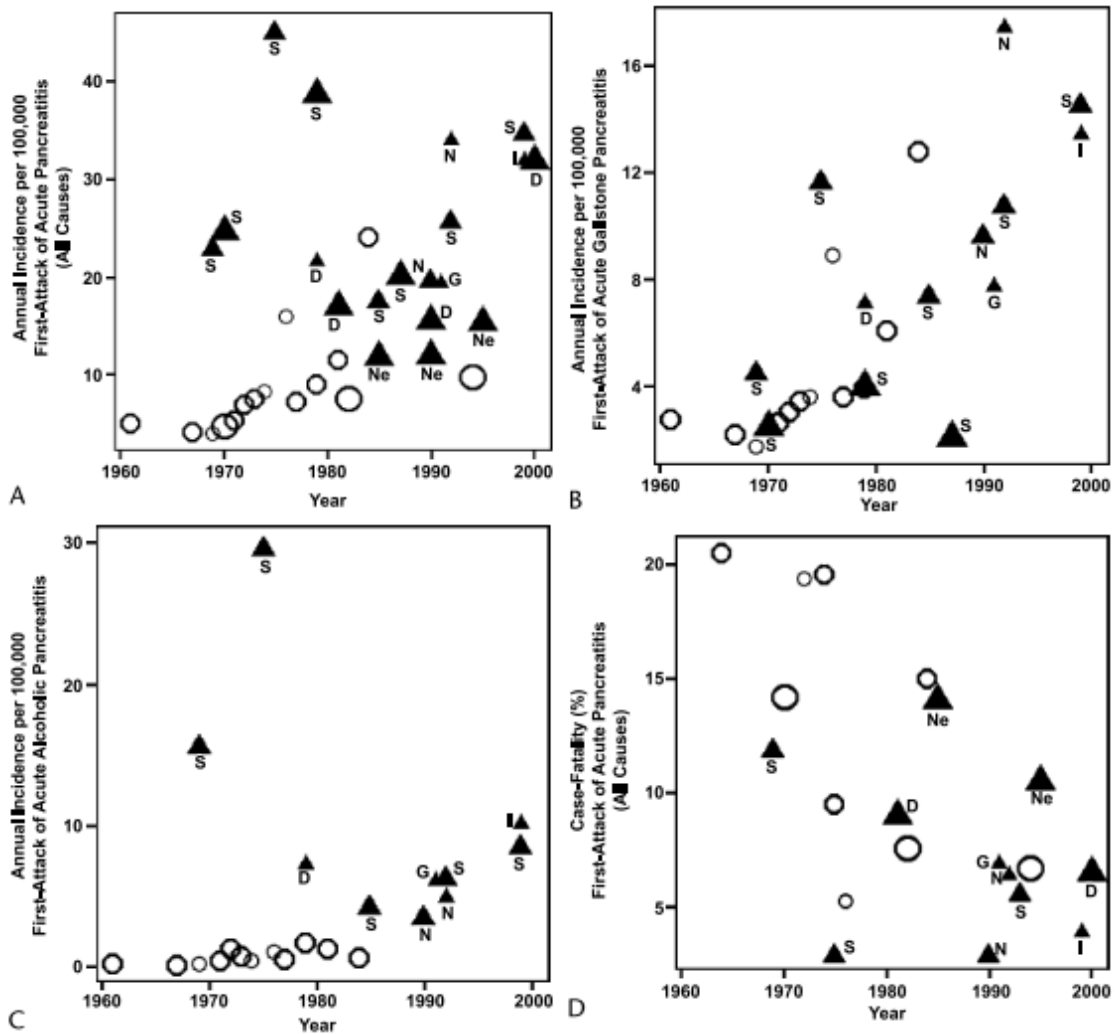 Annual Incidence per 100,000
First-Attack of Acute Pancreatitis
(All Causes)
40
30
20
10
S
S
S
S
D
D
N
S
S
S
N
G
D
Ne
Ne
Ne
S
I
D
1960 1970 1980 1990 2000
Year
A
Annual Incidence per 100,000
First-Attack of Acute Gallstone Pancreatitis
16
12
8
4
N
S
I
S
S
N
S
G
D
S
S
S
S
1960 1970 1980 1990 2000
Year
B
Annual Incidence per 100,000
First-Attack of Acute Alcoholic Pancreatitis
30
20
10
0
S
S
D
S
G
S
N
N
I
S
1960 1970 1980 1990 2000
Year
C
Case-Fatality (%)
First-Attack of Acute Pancreatitis
(All Causes)
20
15
10
5
S
Ne
D
Ne
G
N
S
D
S
N
I
1960 1970 1980 1990 2000
Year
D